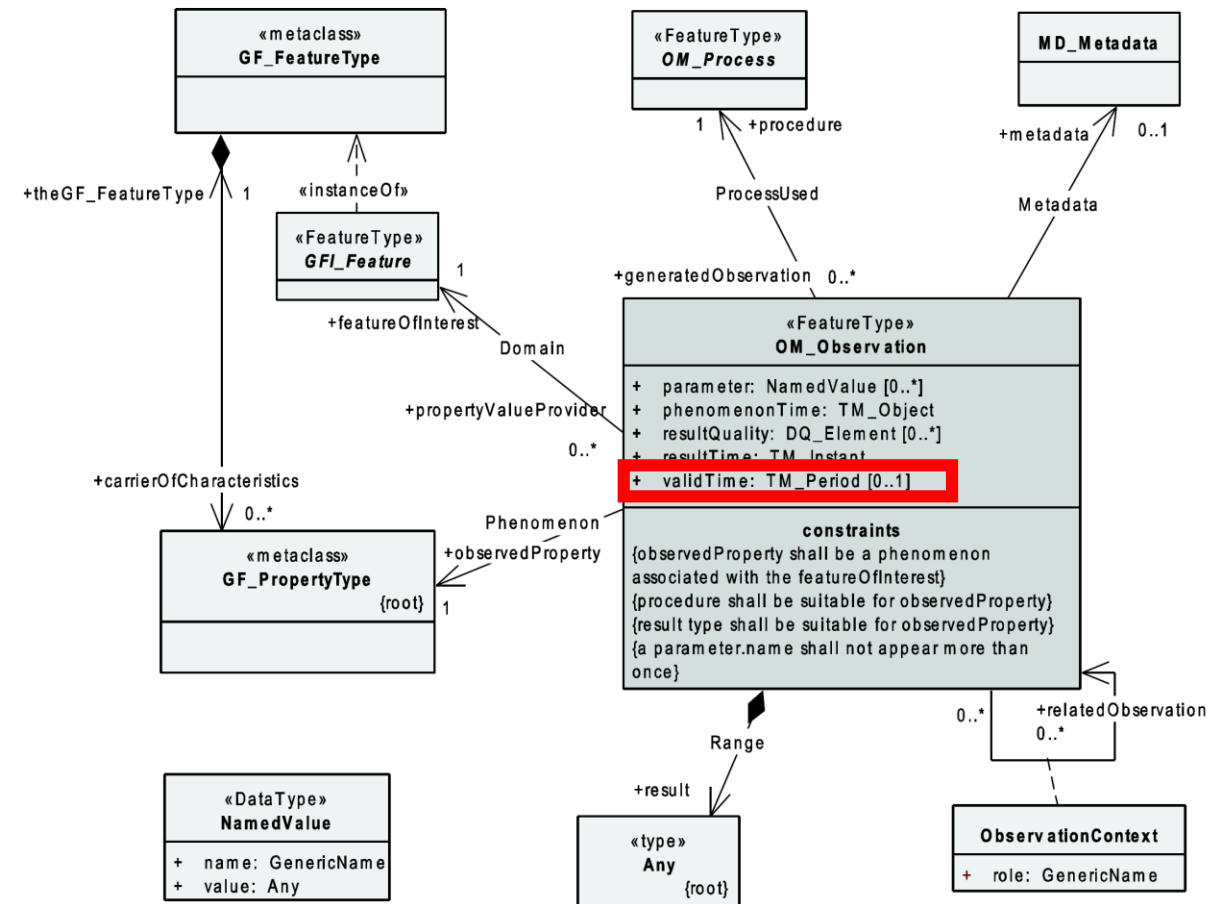 «metaclass»
GF_FeatureType
«FeatureType»
OM_Process
MD_Metadata
1
+procedure
+metadata
0..1
+theGF_FeatureType
1
«instanceOf»
ProcessUsed
Metadata
«FeatureType»
GFI_Feature
1
+generatedObservation 0..*
+featureOfInterest
Domain
«FeatureType»
OM_Observation
+ parameter: NamedValue [0..*]
+ phenomenonTime: TM_Object
+ resultQuality: DQ_Element [0..*]
+ resultTime: TM_Instant
+ validTime: TM_Period [0..1]
+propertyValueProvider
0..*
+carrierOfCharacteristics
0..*
Phenomenon
+observedProperty
1
«metaclass»
GF_PropertyType
{root}
constraints
{observedProperty shall be a phenomenon
associated with the featureOfInterest}
{procedure shall be suitable for observedProperty}
{result type shall be suitable for observedProperty}
{a parameter.name shall not appear more than
once}
0..*
+relatedObservation
0..*
Range
+result
«DataType»
NamedValue
+ name: GenericName
+ value: Any
«type»
Any
{root}
ObservationContext
+ role: GenericName